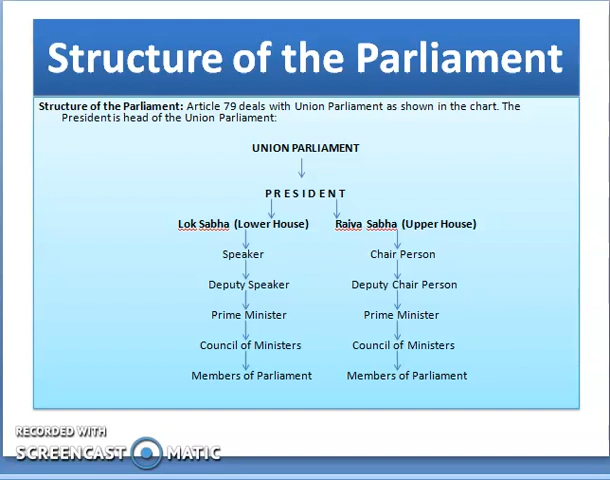 Structure of the Parliament
Structure of the Parliament: Article 79 deals with Union Parliament as shown in the chart. The
President is head of the Union Parliament:
UNION PARLIAMENT
PRESIDENT
Lok Sabha (Lower House) Rajya Sabha (Upper House)
Speaker Chair Person
Deputy Speaker Deputy Chair Person
Prime Minister Prime Minister
Council of Ministers Council of Ministers
Members of Parliament Members of Parliament
RECORDED WITH
SCREENCAST MATIC